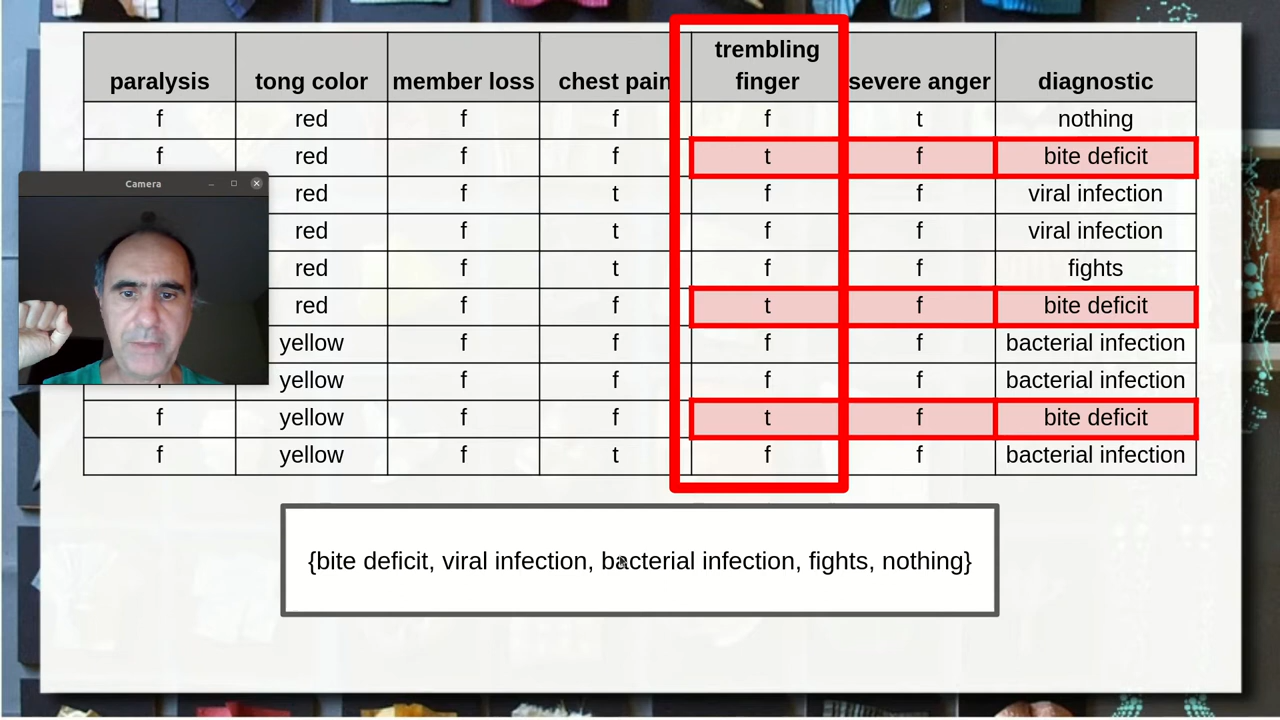 paralysis tong color member loss chest pain trembling finger severe anger diagnostic
f red f f f t nothing
f red f f t f bite deficit
red f t f f viral infection
red f t f f viral infection
red f t f f fights
red f f t f bite deficit
yellow f f f f bacterial infection
yellow f f f f bacterial infection
f yellow f f t f bite deficit
f yellow f t f f bacterial infection
Camera
{bite deficit, viral infection, bacterial infection, fights, nothing}